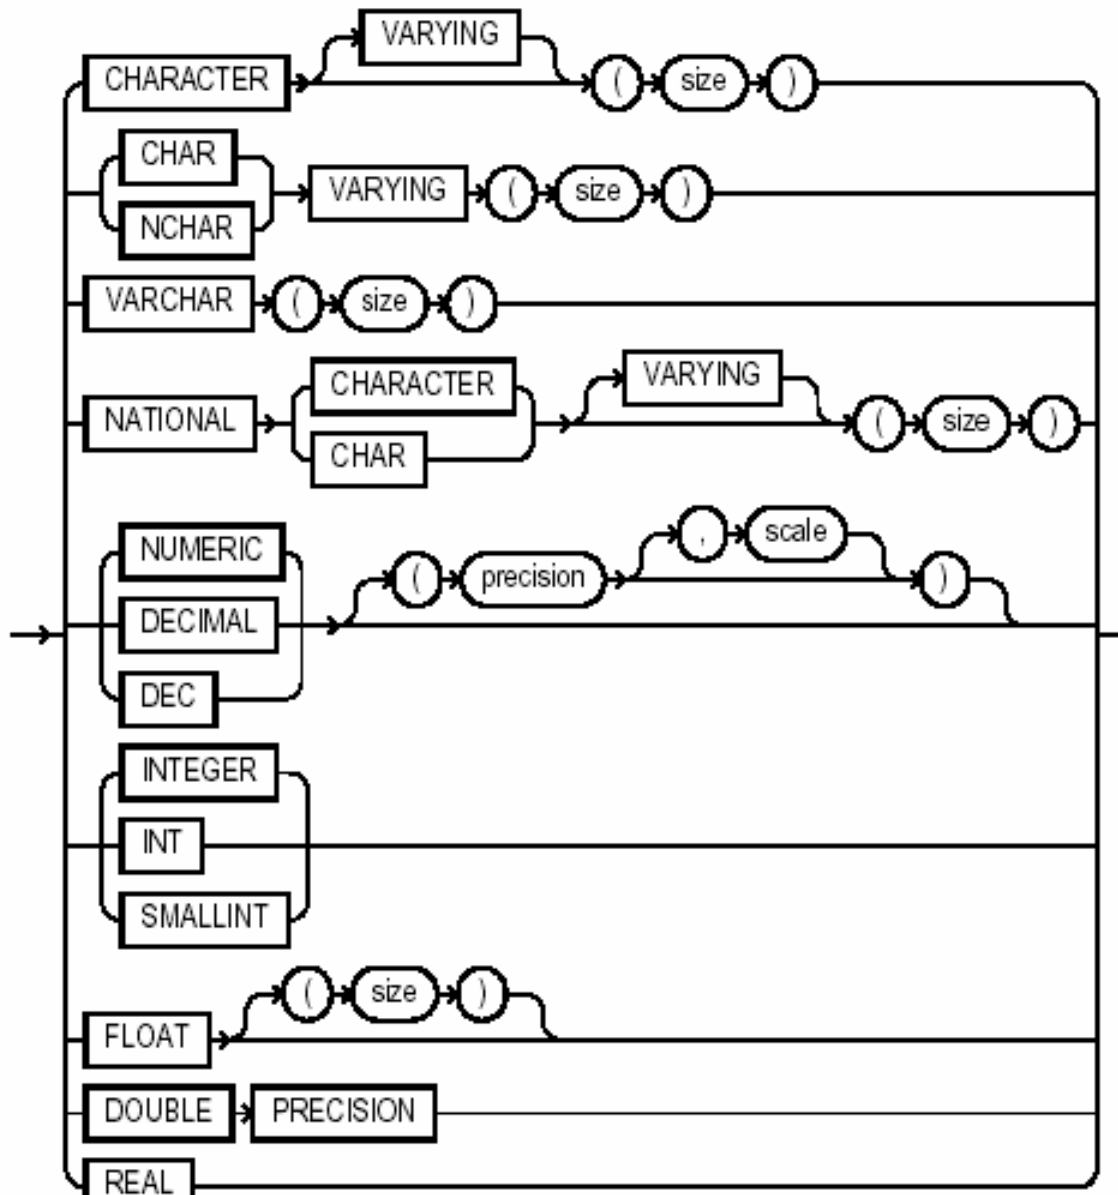 VARYING
CHARACTER ( size )
CHAR
VARYING ( size )
NCHAR
VARCHAR ( size )
CHARACTER VARYING
NATIONAL ( size )
CHAR
, scale
NUMERIC ( precision )
DECIMAL
DEC
INTEGER
INT
SMALLINT
( size )
FLOAT
DOUBLE PRECISION
REAL